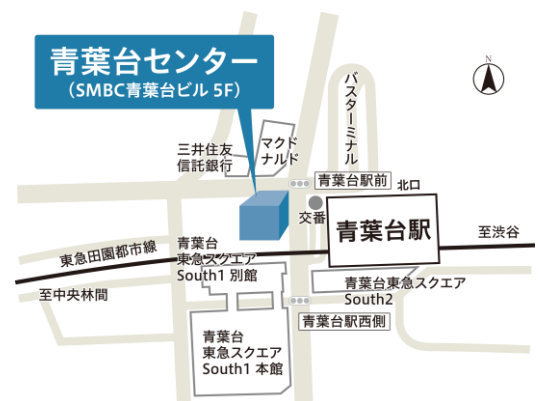 青葉台センター
（SMBC青葉台ビル 5F）
N
バスターミナル
三井住友
信託銀行
マクド
ナルド
青葉台駅前
北口
交番
青葉台駅
至渋谷
東急田園都市線
青葉台
東急スクエア
South1 別館
至中央林間
青葉台東急スクエア
South2
青葉台駅西側
青葉台
東急スクエア
South1 本館